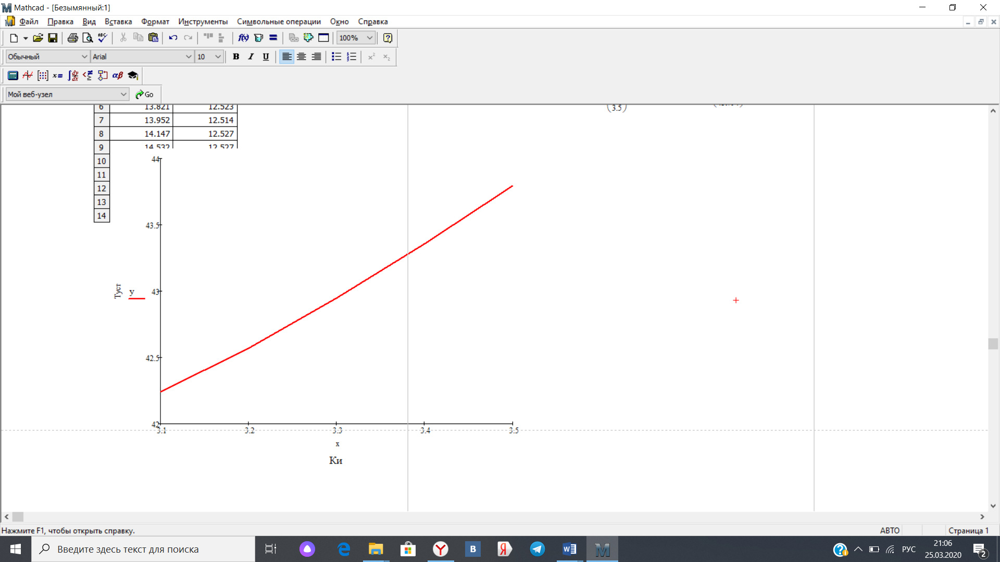 Mathcad - [Безымянный:1]
Файл Правка Вид Вставка Формат Инструменты Символьные операции Окно Справка
100%
Обычный Arial 10 B I U
Мой веб-узел Go
6 13.821 12.523
(3.5)
7 13.952 12.514
8 14.147 12.527
9 14.532 12.527
10
11
12
13
14
44
43.5
43
42.5
42
Туст
y
3.1 3.2 3.3 3.4 3.5
x
Ки
Нажмите F1, чтобы открыть справку.
АВТО Страница 1
Введите здесь текст для поиска
РУС
21:06
25.03.2020
2